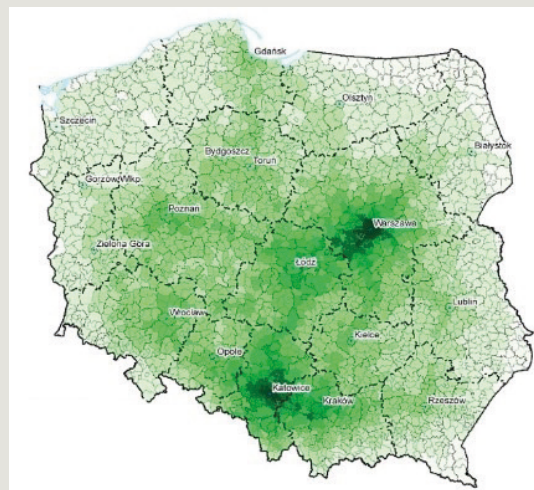 Gdańsk
Olsztyn
Szczecin
Białystok
Bydgoszcz
Toruń
Gorzów Wlkp.
Poznań
Warszawa
Zielona Góra
Łódź
Lublin
Wrocław
Kielce
Opole
Katowice
Kraków
Rzeszów